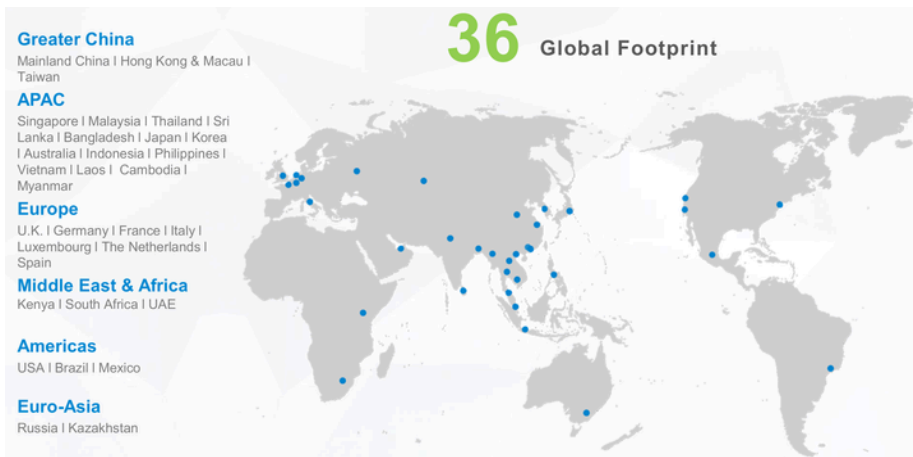 Greater China
Mainland China I Hong Kong & Macau I
Taiwan
APAC
Singapore I Malaysia I Thailand I Sri
Lanka I Bangladesh I Japan I Korea
I Australia I Indonesia I Philippines I
Vietnam I Laos I Cambodia I
Myanmar
Europe
U.K. I Germany I France I Italy I
Luxembourg I The Netherlands I
Spain
Middle East & Africa
Kenya I South Africa I UAE
Americas
USA I Brazil I Mexico
Euro-Asia
Russia I Kazakhstan
36 Global Footprint